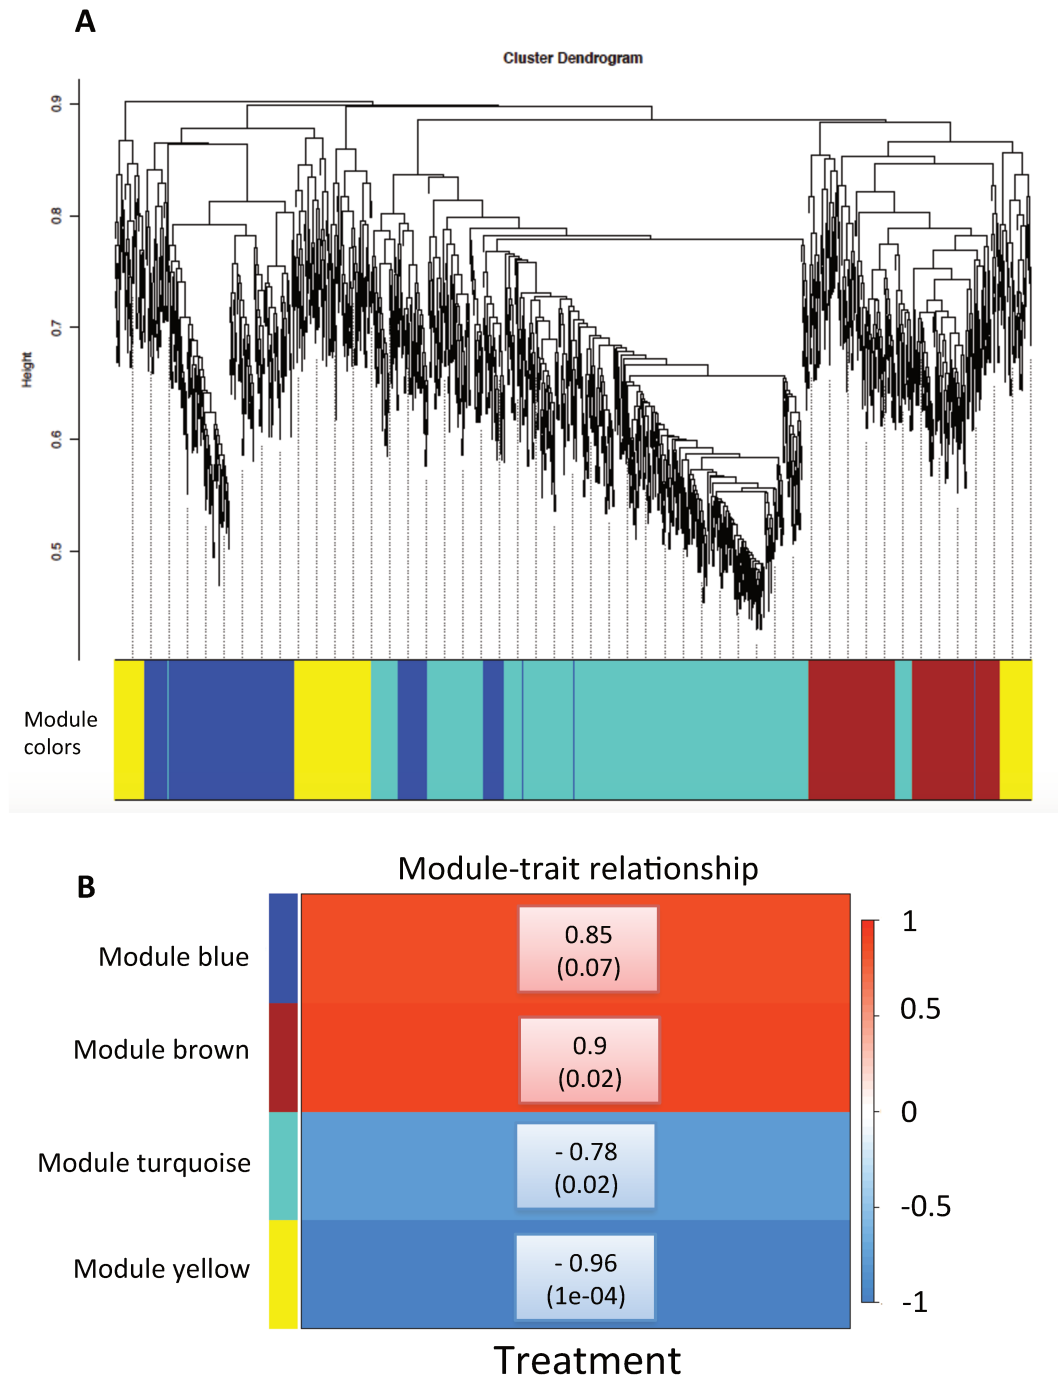 A
Cluster Dendrogram
0.9
0.8
0.7
0.6
0.5
Height
Module
colors
B
Module-trait relationship
Module blue
0.85
(0.07)
Module brown
0.9
(0.02)
Module turquoise
- 0.78
(0.02)
Module yellow
- 0.96
(1e-04)
1
0.5
0
-0.5
-1
Treatment